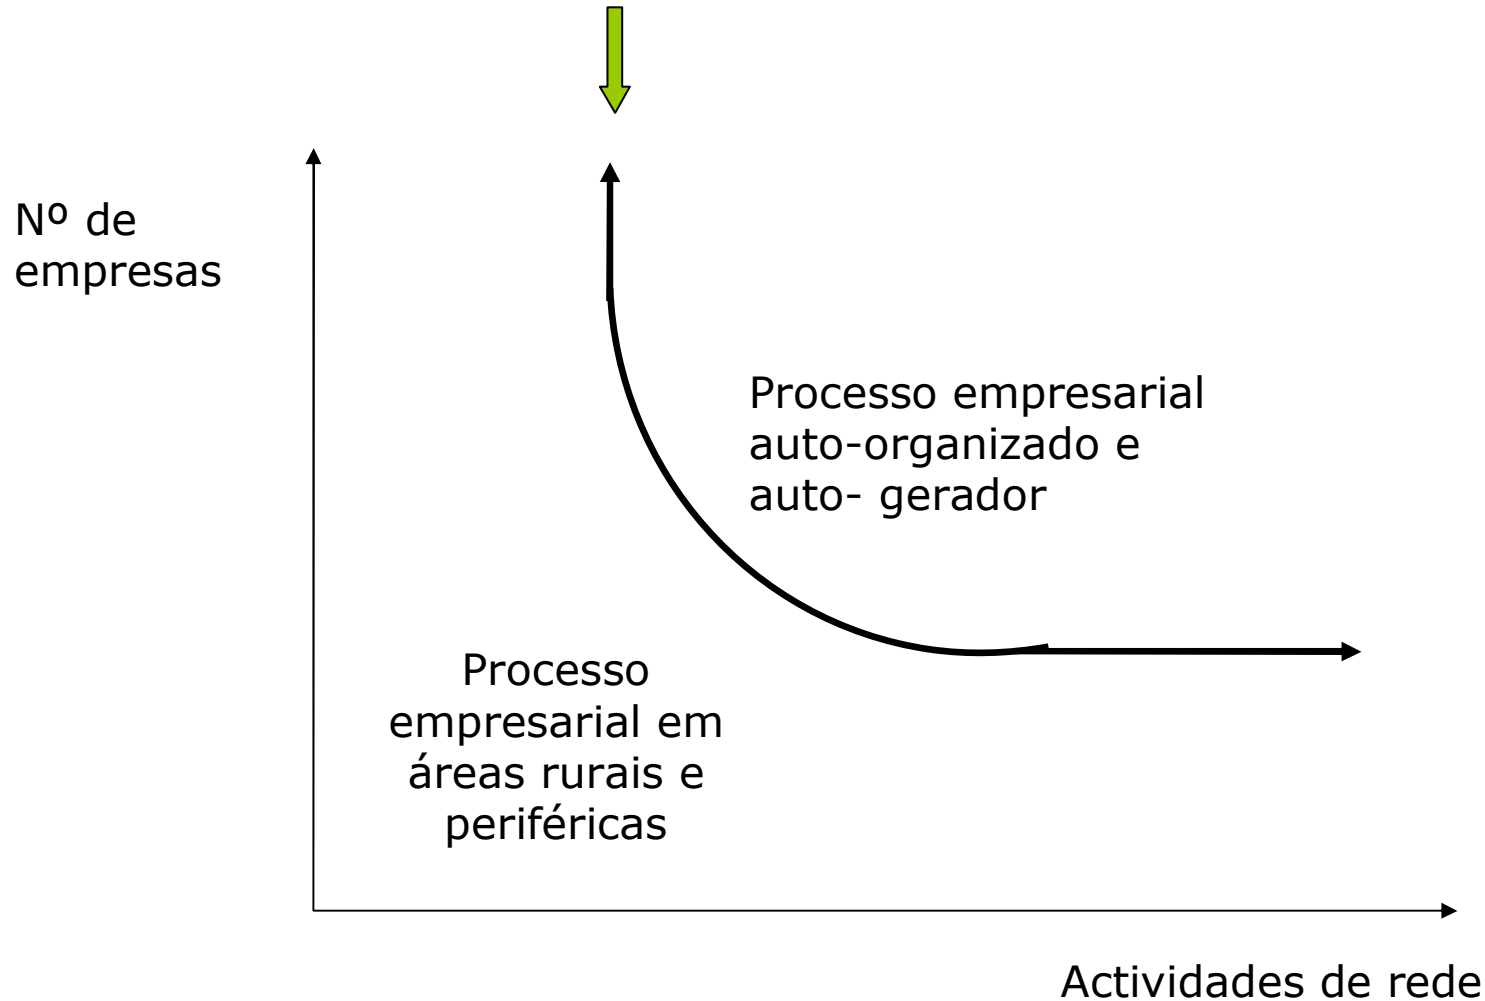 Nº de
empresas
Processo empresarial
auto-organizado e
auto- gerador
Processo
empresarial em
áreas rurais e
periféricas
Actividades de rede